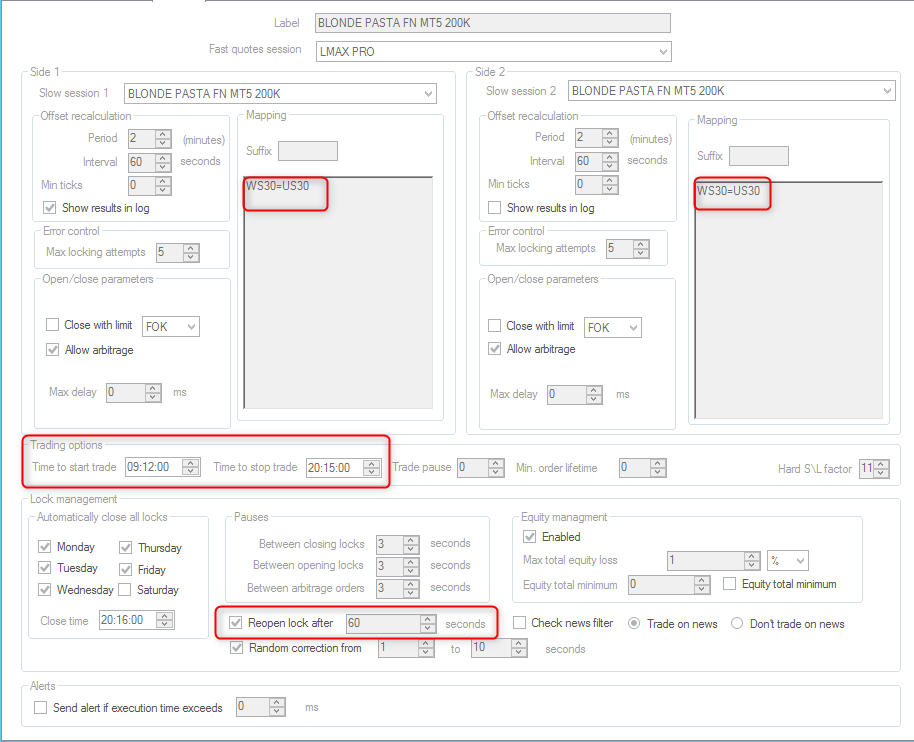 Label BLONDE PASTA FN MT5 200K
Fast quotes session LMAX PRO
Side 1
Slow session 1 BLONDE PASTA FN MT5 200K
Offset recalculation
Period 2 (minutes)
Interval 60 seconds
Min ticks 0
Show results in log
Error control
Max locking attempts 5
Open/close parameters
Close with limit FOK
Allow arbitrage
Max delay 0 ms
Mapping
Suffix
WS30=US30
Side 2
Slow session 2 BLONDE PASTA FN MT5 200K
Offset recalculation
Period 2 (minutes)
Interval 60 seconds
Min ticks 0
Show results in log
Error control
Max locking attempts 5
Open/close parameters
Close with limit FOK
Allow arbitrage
Max delay 0 ms
Mapping
Suffix
WS30=US30
Trading options
Time to start trade 09:12:00 Time to stop trade 20:15:00 Trade pause 0 Min. order lifetime 0 Hard S\L factor 11
Lock management
Automatically close all locks
Monday Thursday
Tuesday Friday
Wednesday Saturday
Close time 20:16:00
Pauses
Between closing locks 3 seconds
Between opening locks 3 seconds
Between arbitrage orders 3 seconds
Reopen lock after 60 seconds
Random correction from 1 to 10 seconds
Equity managment
Enabled
Max total equity loss 1 %
Equity total minimum 0 Equity total minimum
Check news filter Trade on news Don't trade on news
Alerts
Send alert if execution time exceeds 0 ms